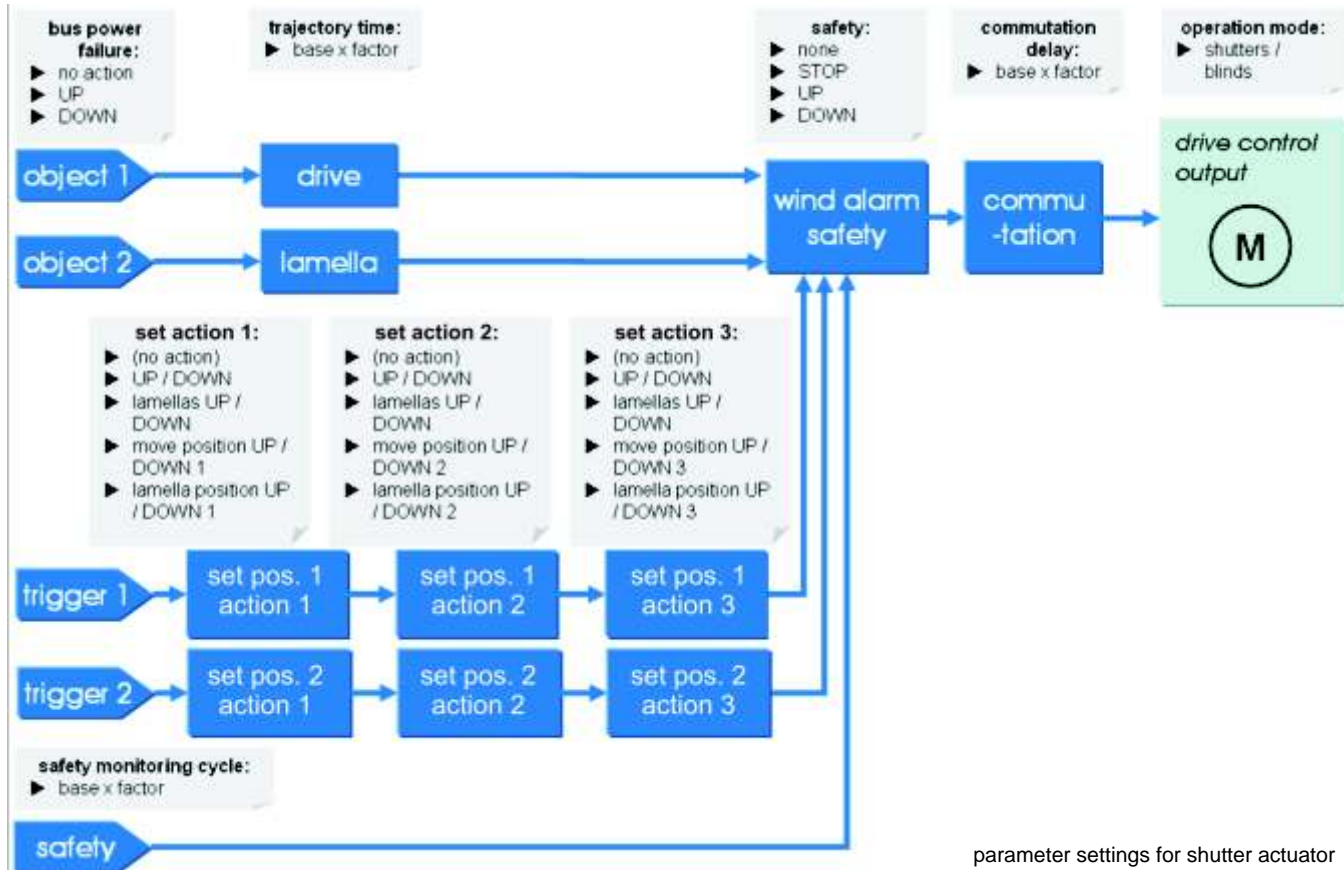 bus power
failure:
▶ no action
▶ UP
▶ DOWN
trajectory time:
▶ base x factor
safety:
▶ none
▶ STOP
▶ UP
▶ DOWN
commutation
delay:
▶ base x factor
operation mode:
▶ shutters /
blinds
object 1
drive
object 2
lamella
wind alarm
safety
commu
-tation
drive control
output
M
set action 1:
▶ (no action)
▶ UP / DOWN
▶ lamellas UP /
DOWN
▶ move position UP /
DOWN 1
▶ lamella position UP
/ DOWN 1
set action 2:
▶ (no action)
▶ UP / DOWN
▶ lamellas UP /
DOWN
▶ move position UP /
DOWN 2
▶ lamella position UP
/ DOWN 2
set action 3:
▶ (no action)
▶ UP / DOWN
▶ lamellas UP /
DOWN
▶ move position UP /
DOWN 3
▶ lamella position UP
/ DOWN 3
trigger 1
set pos. 1
action 1
set pos. 1
action 2
set pos. 1
action 3
trigger 2
set pos. 2
action 1
set pos. 2
action 2
set pos. 2
action 3
safety monitoring cycle:
▶ base x factor
safety
parameter settings for shutter actuator